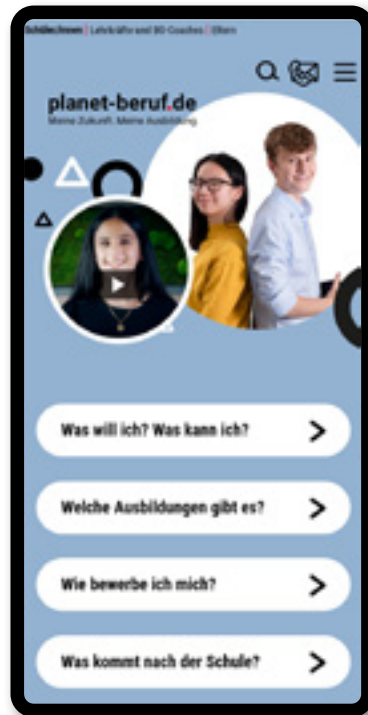 Schüler/innen | Lehrkräfte und BO-Coaches | Eltern
planet-beruf.de
Meine Zukunft. Meine Ausbildung.
Was will ich? Was kann ich?
Welche Ausbildungen gibt es?
Wie bewerbe ich mich?
Was kommt nach der Schule?